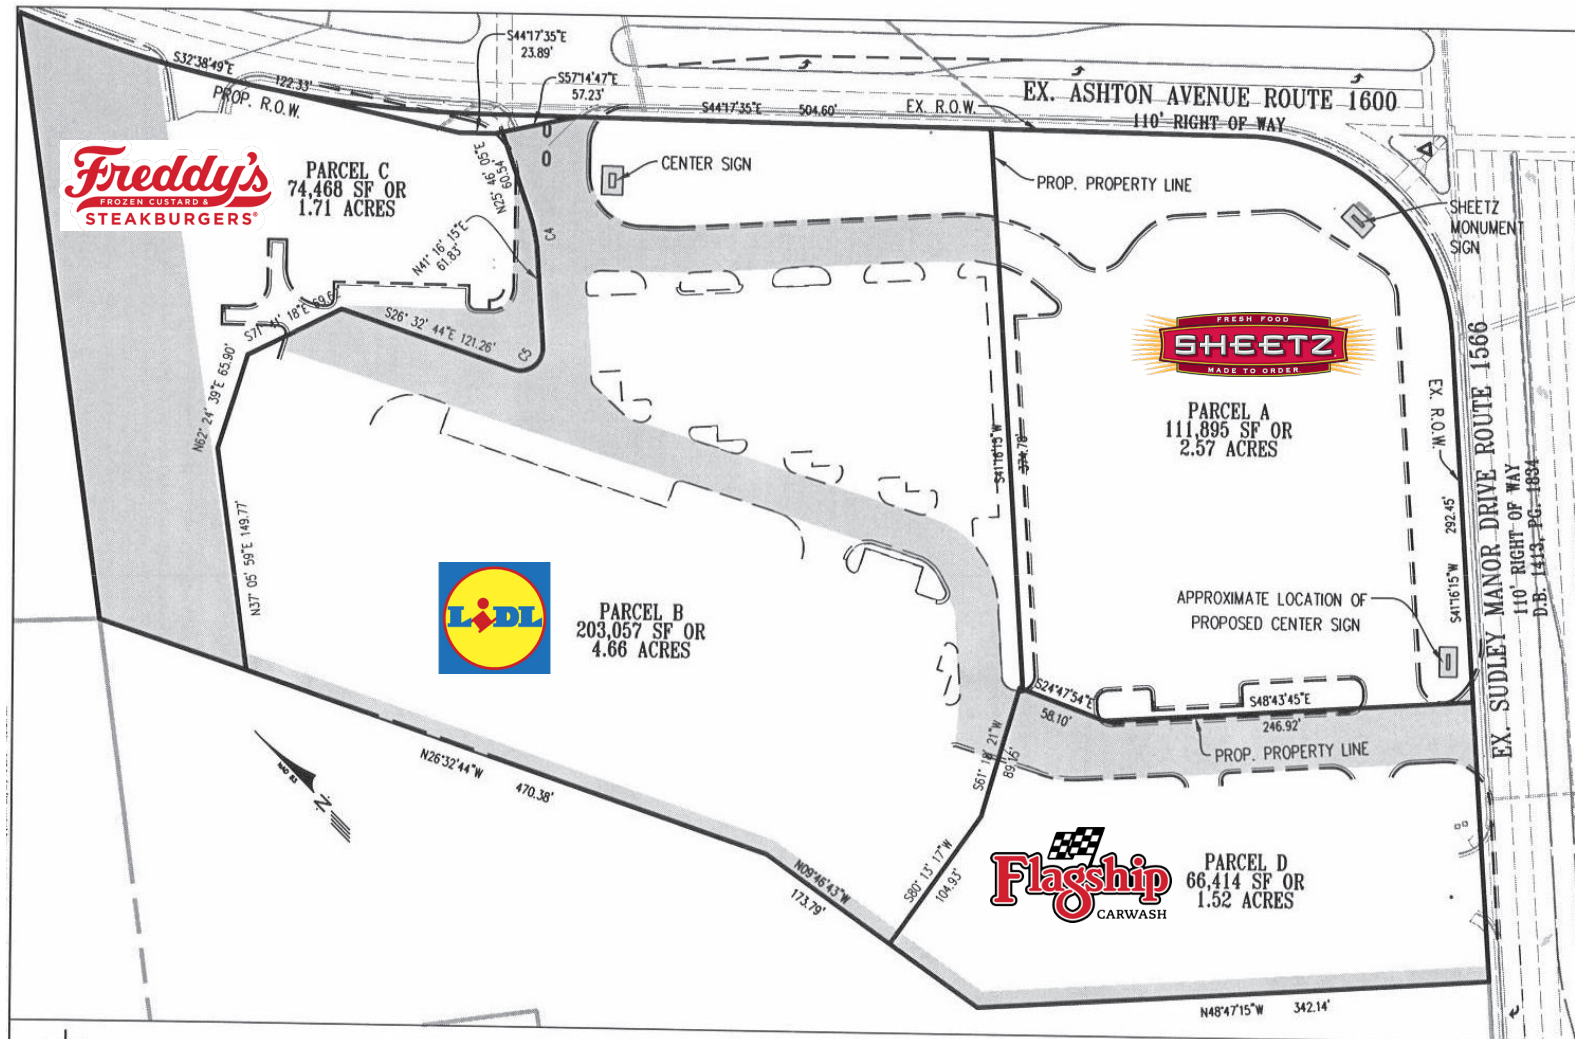 S44°17'35"E
23.89'
S32°38'49"E
122.33'
PROP. R.O.W.
S57°14'47"E
57.23'
S44°17'35"E 504.60'
EX. R.O.W.
EX. ASHTON AVENUE ROUTE 1600
110' RIGHT OF WAY
Freddy's
FROZEN CUSTARD &
STEAKBURGERS®
PARCEL C
74,468 SF OR
1.71 ACRES
N25° 46' 05"E
60.54'
CENTER SIGN
PROP. PROPERTY LINE
SHEETZ
MONUMENT
SIGN
N41° 16' 15"E
61.83'
C4
S26° 32' 44"E 121.26'
C5
N62° 24' 39"E 65.90'
FRESH FOOD
SHEETZ
MADE TO ORDER
PARCEL A
111,895 SF OR
2.57 ACRES
EX. R.O.W.
S41°16'15"W
374.78'
292.45'
S41°16'15"W
EX. SUDLEY MANOR DRIVE ROUTE 1566
110' RIGHT OF WAY
D.B. 1413, PG. 1834
N37° 05' 59"E 149.77'
LIDL
PARCEL B
203,057 SF OR
4.66 ACRES
APPROXIMATE LOCATION OF
PROPOSED CENTER SIGN
S24°47'54"E
58.10'
S48°43'45"E
246.92'
PROP. PROPERTY LINE
S61° 18' 21"W
89.15'
N26°32'44"W
470.38'
NAD 83
N.
N09°46'43"W
173.79'
S80° 13' 17"W
104.93'
Flagship
CARWASH
PARCEL D
66,414 SF OR
1.52 ACRES
N48°47'15"W 342.14'